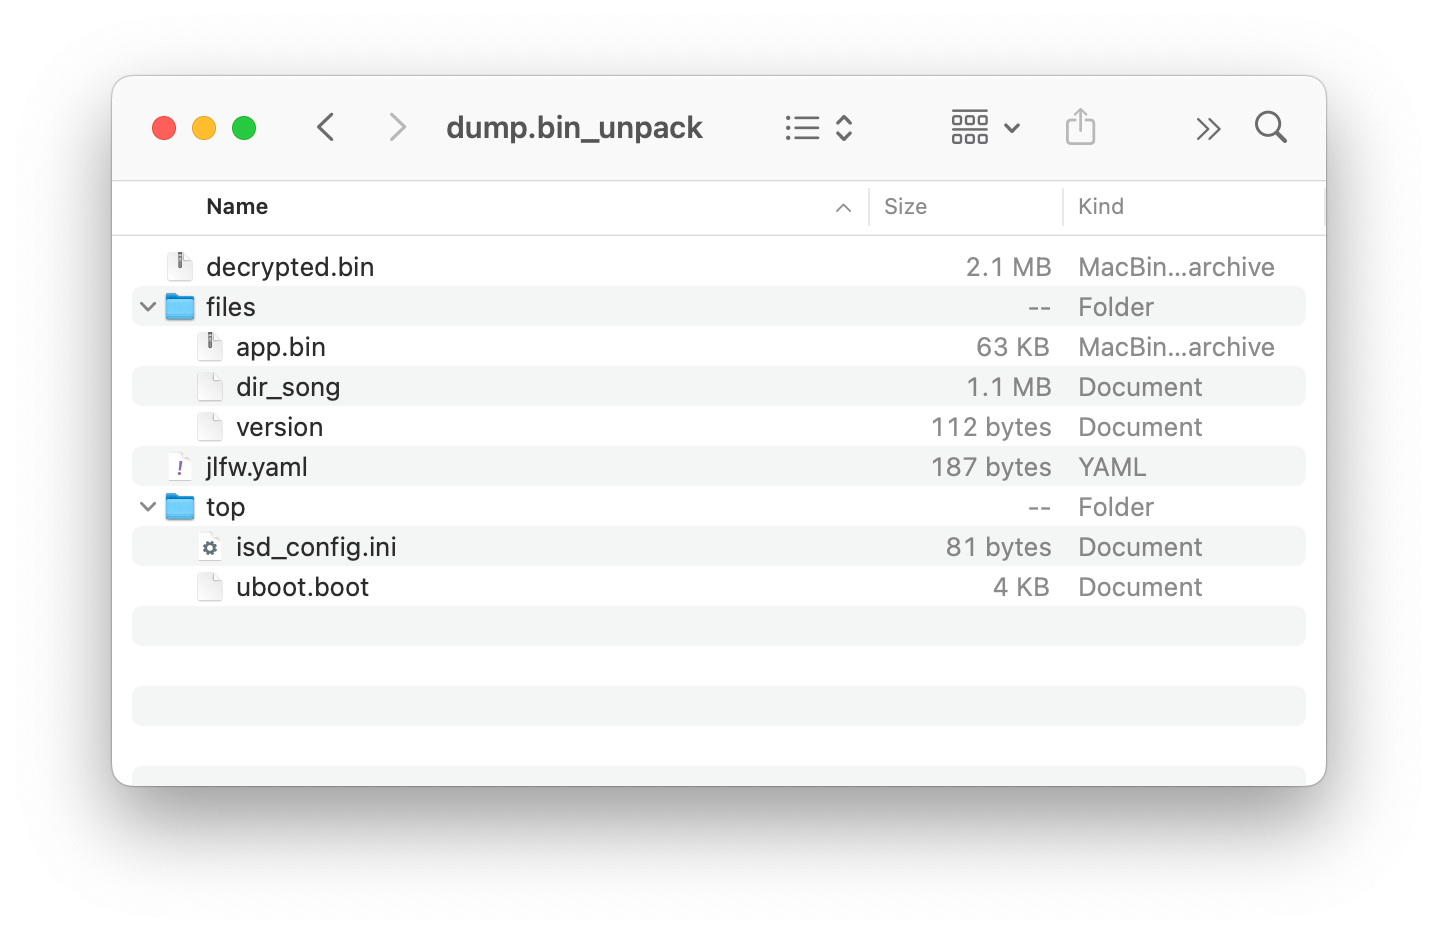 dump.bin_unpack
Name Size Kind
decrypted.bin 2.1 MB MacBin...archive
files -- Folder
app.bin 63 KB MacBin...archive
dir_song 1.1 MB Document
version 112 bytes Document
! jlfw.yaml 187 bytes YAML
top -- Folder
isd_config.ini 81 bytes Document
uboot.boot 4 KB Document